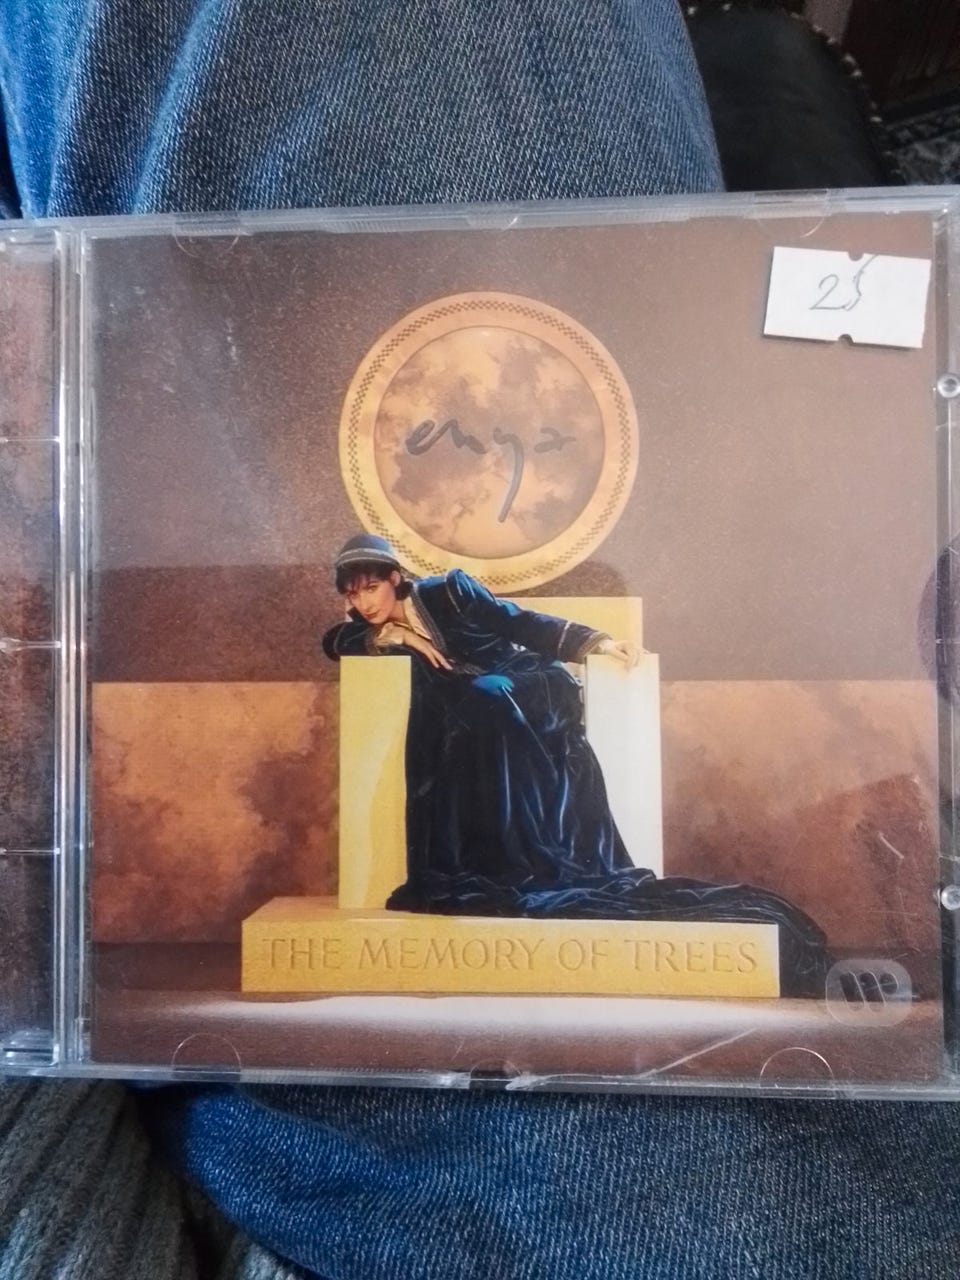 25
enya
THE MEMORY OF TREES